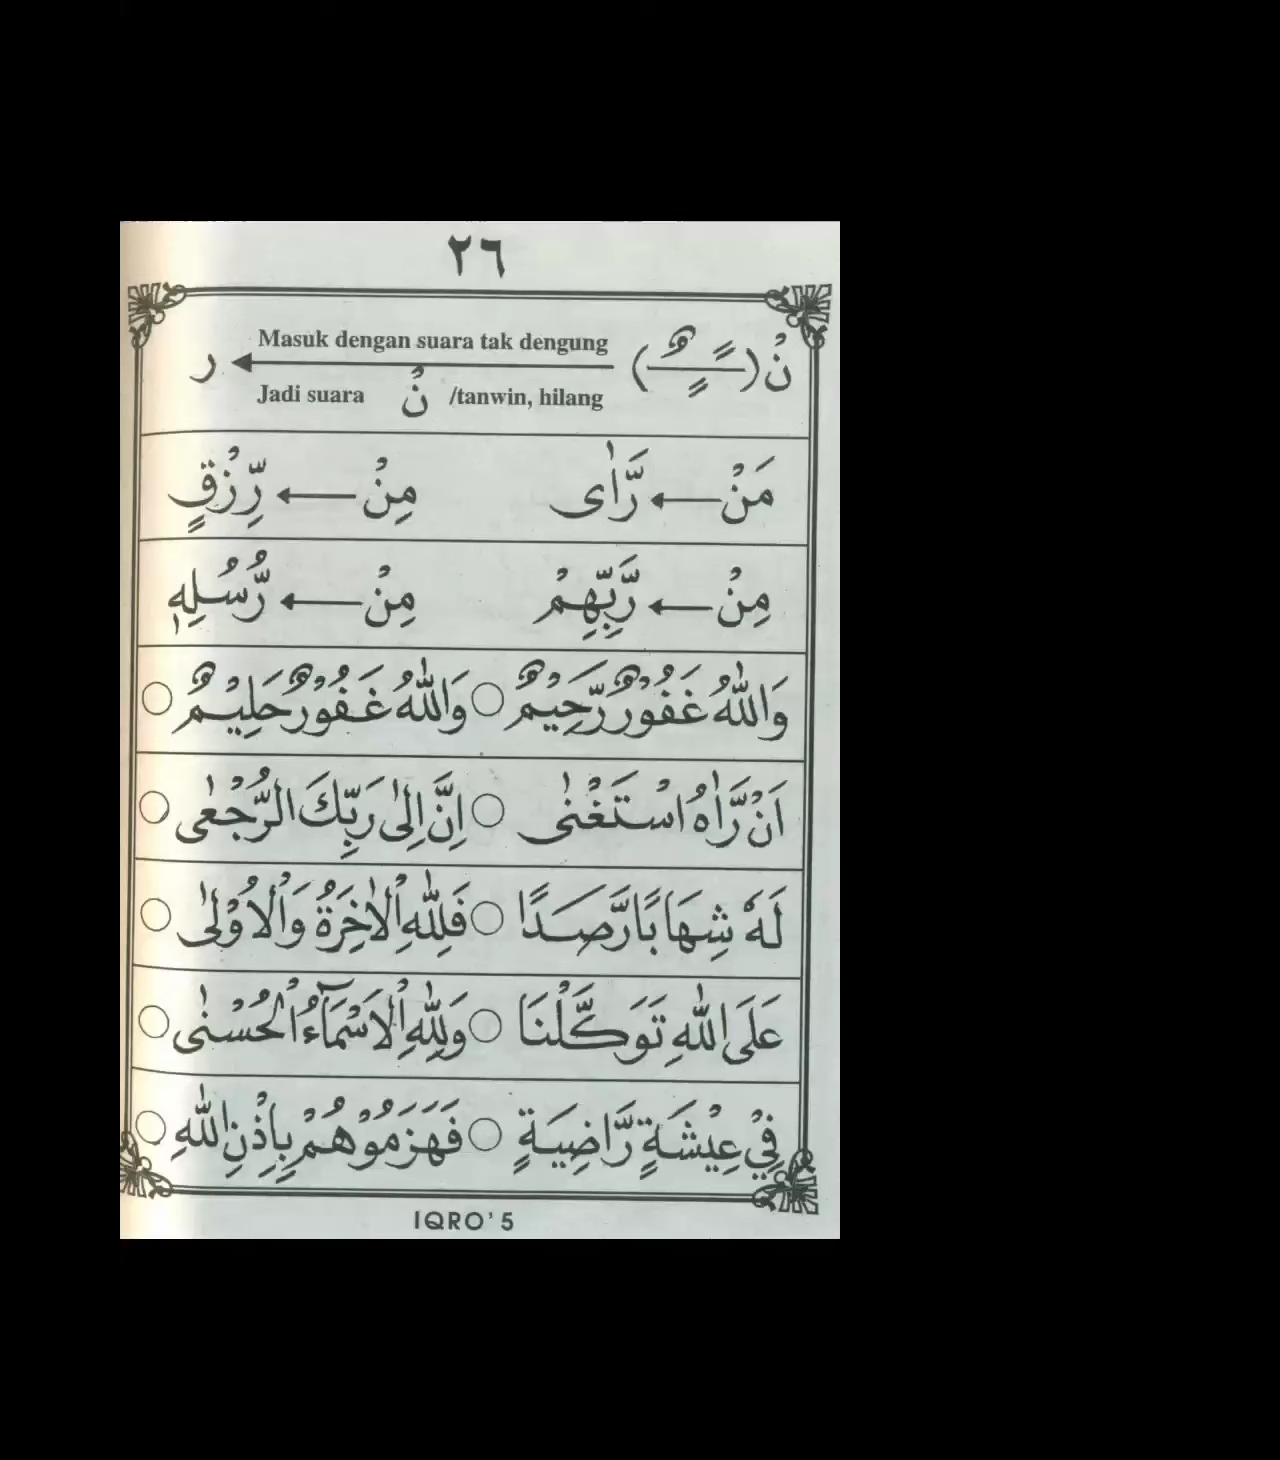 ٢٦
نْ (ــًـٍـٌ) Masuk dengan suara tak dengung ر
Jadi suara نْ /tanwin, hilang
مَنْ ← رَّاٰى مِنْ ← رِّزْقٍ
مِنْ ← رَّبِّهِمْ مِنْ ← رُّسُلِهٖ
وَاللّٰهُ غَفُوْرٌ رَّحِيْمٌ ○ وَاللّٰهُ غَفُوْرٌ حَلِيْمٌ ○
اَنْ رَّاٰهُ اسْتَغْنٰى ○ اِنَّ اِلٰى رَبِّكَ الرُّجْعٰى ○
لَهٗ شِهَابًا رَّصَدًا ○ فَلِلّٰهِ الْاٰخِرَةُ وَالْاُوْلٰى ○
عَلَى اللّٰهِ تَوَكَّلْنَا ○ وَلِلّٰهِ الْاَسْمَآءُ الْحُسْنٰى ○
فِيْ عِيْشَةٍ رَّاضِيَةٍ ○ فَهَزَمُوْهُمْ بِاِذْنِ اللّٰهِ ○
IQRO' 5